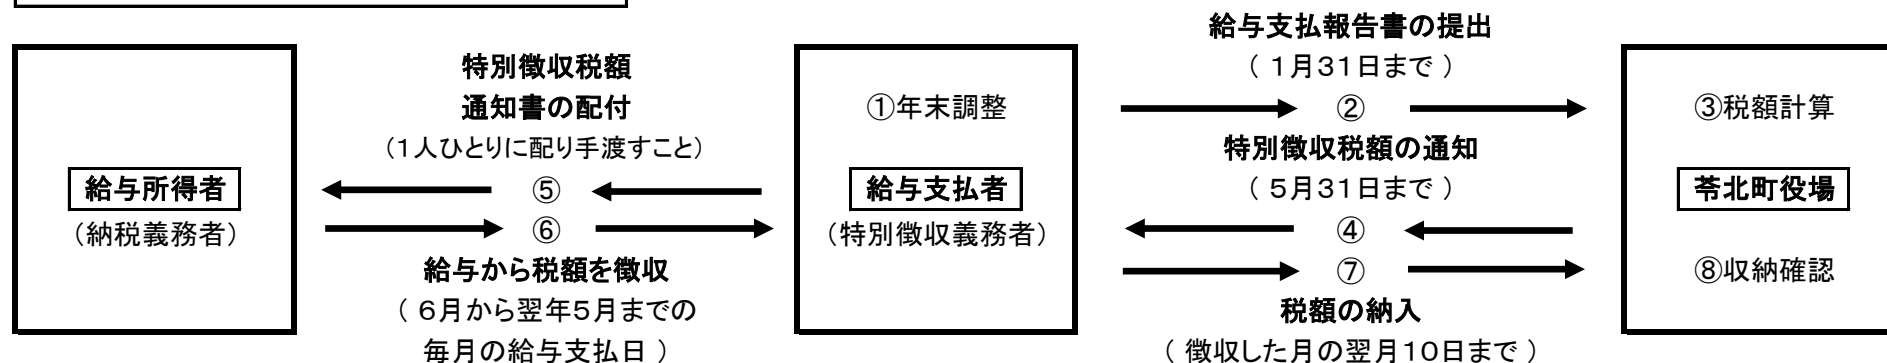 給与所得者
（納税義務者）
特別徴収税額
通知書の配付
（１人ひとりに配り手渡すこと）
⑤
⑥
給与から税額を徴収
（ ６月から翌年５月までの
毎月の給与支払日 ）
①年末調整
給与支払者
（特別徴収義務者）
給与支払報告書の提出
（ １月３１日まで ）
②
特別徴収税額の通知
（ ５月３１日まで ）
④
⑦
税額の納入
（ 徴収した月の翌月１０日まで ）
③税額計算
苓北町役場
⑧収納確認